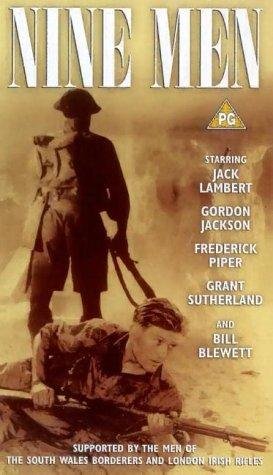 NINE MEN
PG
STARRING
JACK
LAMBERT
GORDON
JACKSON
FREDERICK
PIPER
GRANT
SUTHERLAND
AND
BILL
BLEWETT
SUPPORTED BY THE MEN OF
THE SOUTH WALES BORDERERS AND LONDON IRISH RIFLES